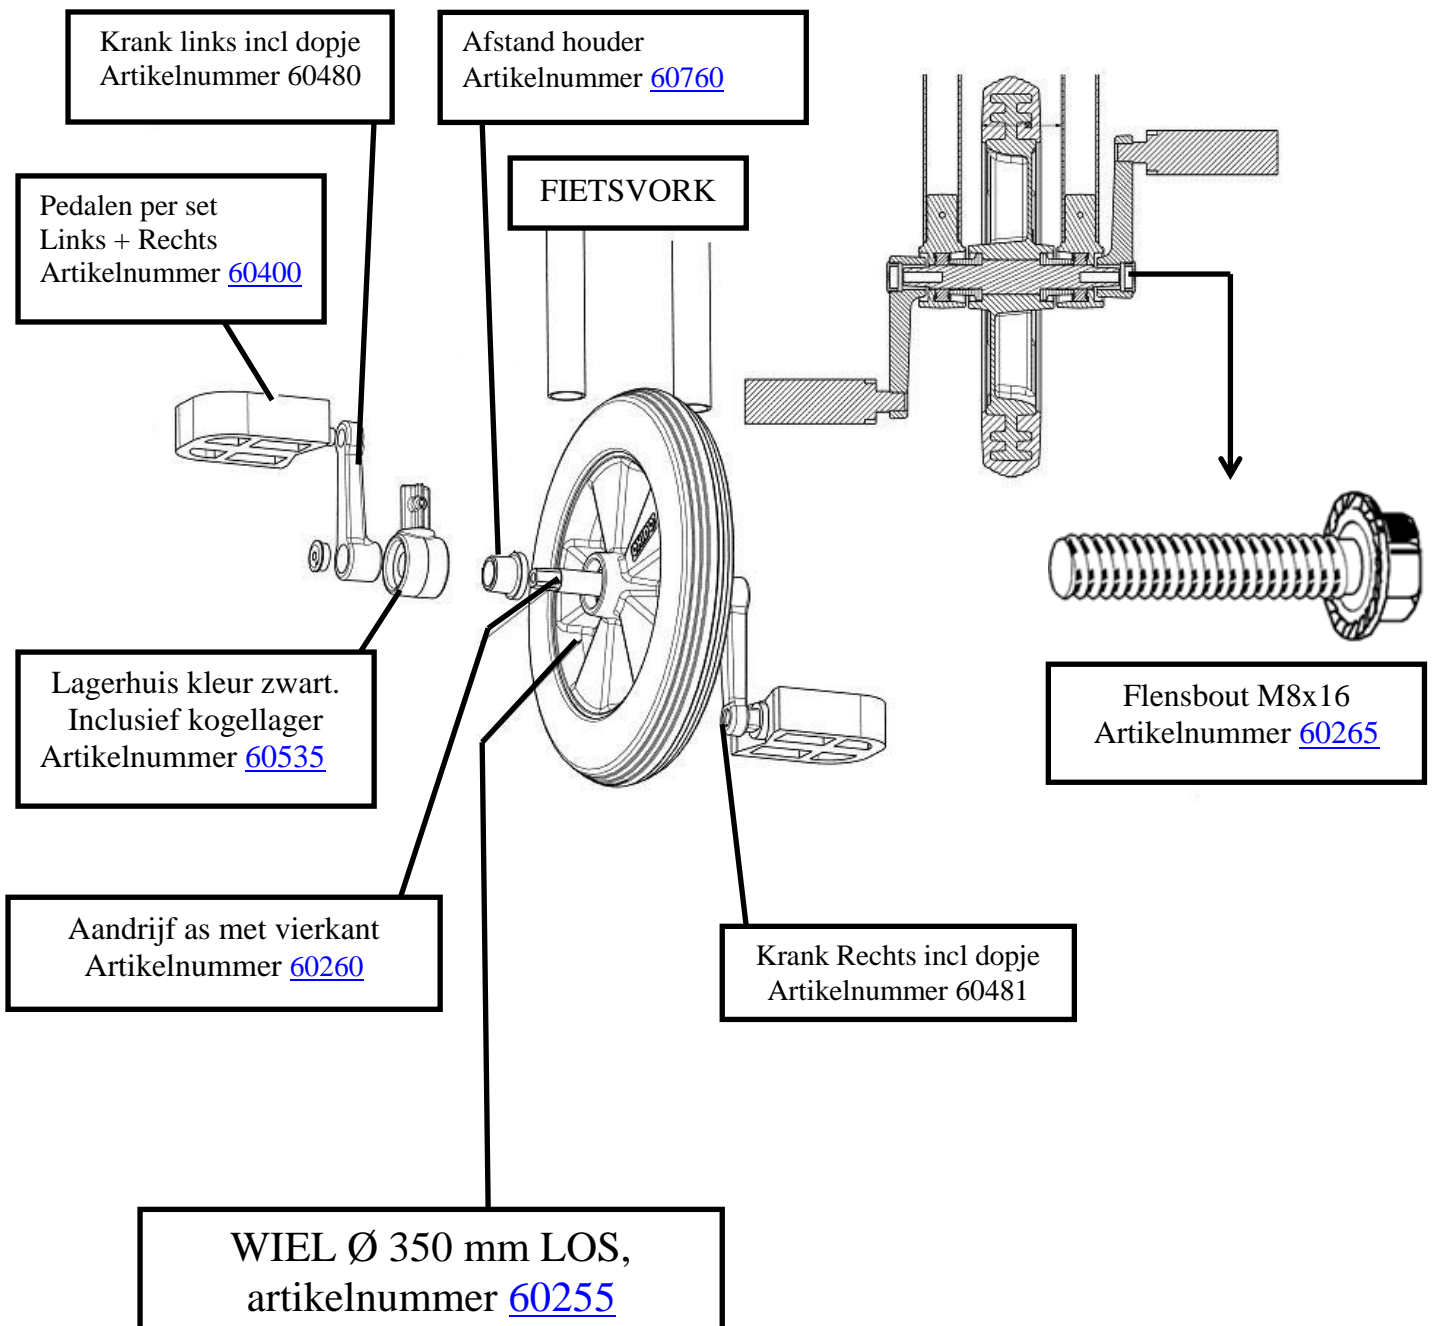 Krank links incl dopje
Artikelnummer 60480
Afstand houder
Artikelnummer 60760
FIETSVORK
Pedalen per set
Links + Rechts
Artikelnummer 60400
Lagerhuis kleur zwart.
Inclusief kogellager
Artikelnummer 60535
Flensbout M8x16
Artikelnummer 60265
Aandrijf as met vierkant
Artikelnummer 60260
Krank Rechts incl dopje
Artikelnummer 60481
WIEL Ø 350 mm LOS,
artikelnummer 60255